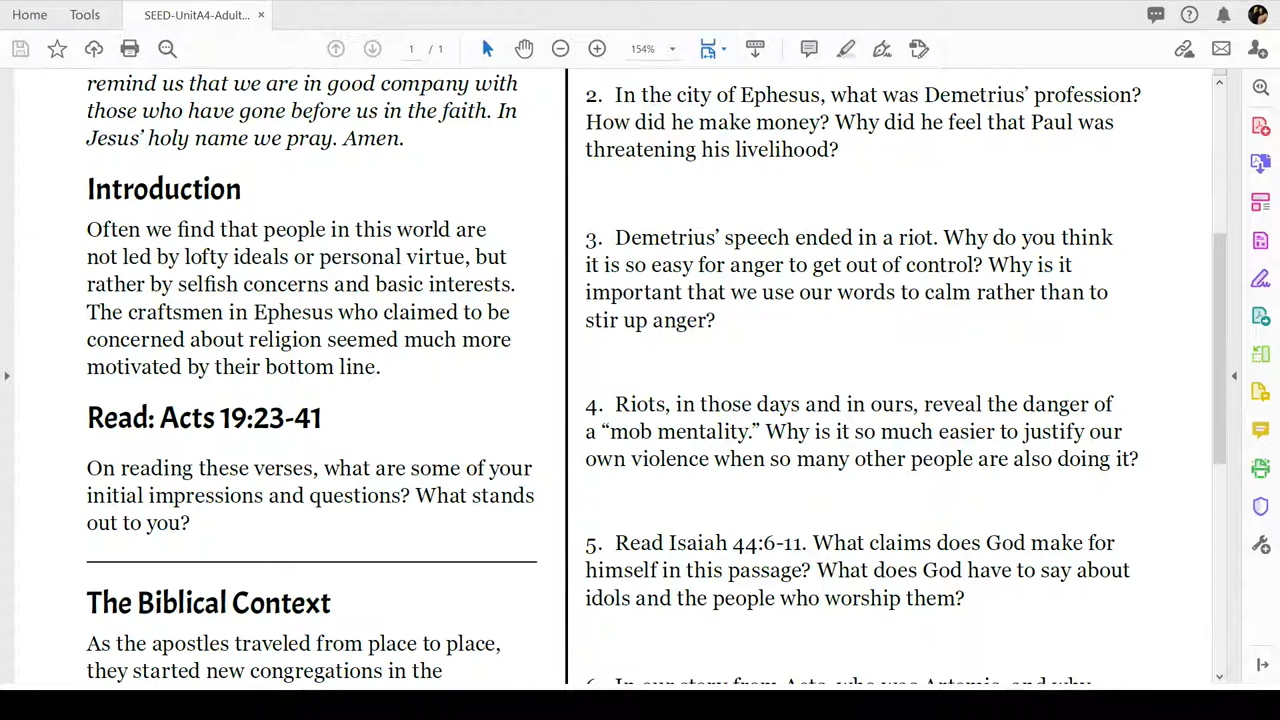 Home
Tools
SEED-UnitA4-Adult...
×
1 / 1
154%
remind us that we are in good company with
those who have gone before us in the faith. In
Jesus’ holy name we pray. Amen.
Introduction
Often we find that people in this world are
not led by lofty ideals or personal virtue, but
rather by selfish concerns and basic interests.
The craftsmen in Ephesus who claimed to be
concerned about religion seemed much more
motivated by their bottom line.
Read: Acts 19:23-41
On reading these verses, what are some of your
initial impressions and questions? What stands
out to you?
The Biblical Context
As the apostles traveled from place to place,
they started new congregations in the
2. In the city of Ephesus, what was Demetrius’ profession?
How did he make money? Why did he feel that Paul was
threatening his livelihood?
3. Demetrius’ speech ended in a riot. Why do you think
it is so easy for anger to get out of control? Why is it
important that we use our words to calm rather than to
stir up anger?
4. Riots, in those days and in ours, reveal the danger of
a “mob mentality.” Why is it so much easier to justify our
own violence when so many other people are also doing it?
5. Read Isaiah 44:6-11. What claims does God make for
himself in this passage? What does God have to say about
idols and the people who worship them?
6. In our story from Acts, who was Artemis, and why